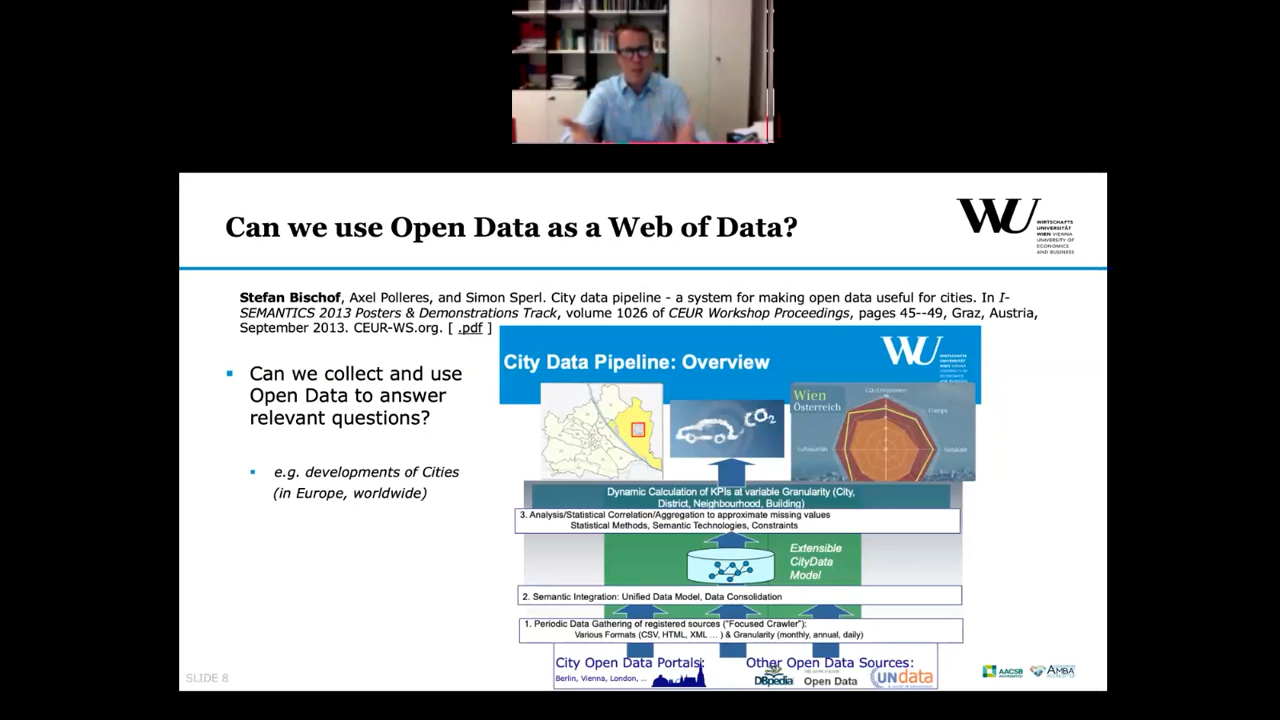 Can we use Open Data as a Web of Data?
WU
WIRTSCHAFTS
UNIVERSITÄT
WIEN VIENNA
UNIVERSITY OF
ECONOMICS
AND BUSINESS
Stefan Bischof, Axel Polleres, and Simon Sperl. City data pipeline - a system for making open data useful for cities. In I-
SEMANTICS 2013 Posters & Demonstrations Track, volume 1026 of CEUR Workshop Proceedings, pages 45--49, Graz, Austria,
September 2013. CEUR-WS.org. [ .pdf ]
City Data Pipeline: Overview
WU
▪ Can we collect and use
Open Data to answer
relevant questions?
▪ e.g. developments of Cities
(in Europe, worldwide)
CO2
Wien
Österreich
CO₂ Emissionen
Energie
Gebäude
Luftqualität
Dynamic Calculation of KPIs at variable Granularity (City,
District, Neighbourhood, Building)
3. Analysis/Statistical Correlation/Aggregation to approximate missing values
Statistical Methods, Semantic Technologies, Constraints
Extensible
CityData
Model
2. Semantic Integration: Unified Data Model, Data Consolidation
1. Periodic Data Gathering of registered sources ("Focused Crawler"):
Various Formats (CSV, HTML, XML ... ) & Granularity (monthly, annual, daily)
City Open Data Portals:
Berlin, Vienna, London, ..
Other Open Data Sources:
DBpedia
Open Data
UNdata
SLIDE 8
AACSB
AMBA